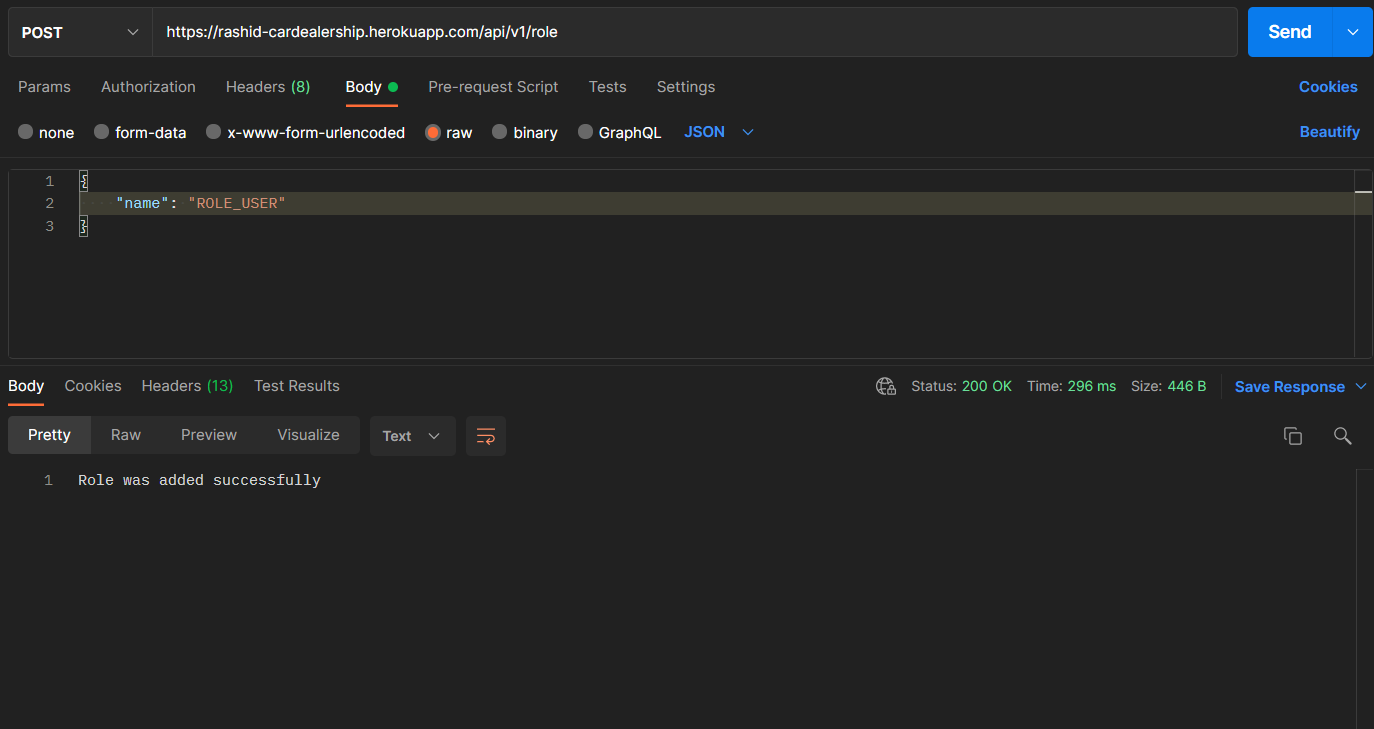 POST https://rashid-cardealership.herokuapp.com/api/v1/role Send
Params Authorization Headers (8) Body Pre-request Script Tests Settings Cookies
none form-data x-www-form-urlencoded raw binary GraphQL JSON Beautify
1 {
2 "name": "ROLE_USER"
3 }
Body Cookies Headers (13) Test Results Status: 200 OK Time: 296 ms Size: 446 B Save Response
Pretty Raw Preview Visualize Text
1 Role was added successfully